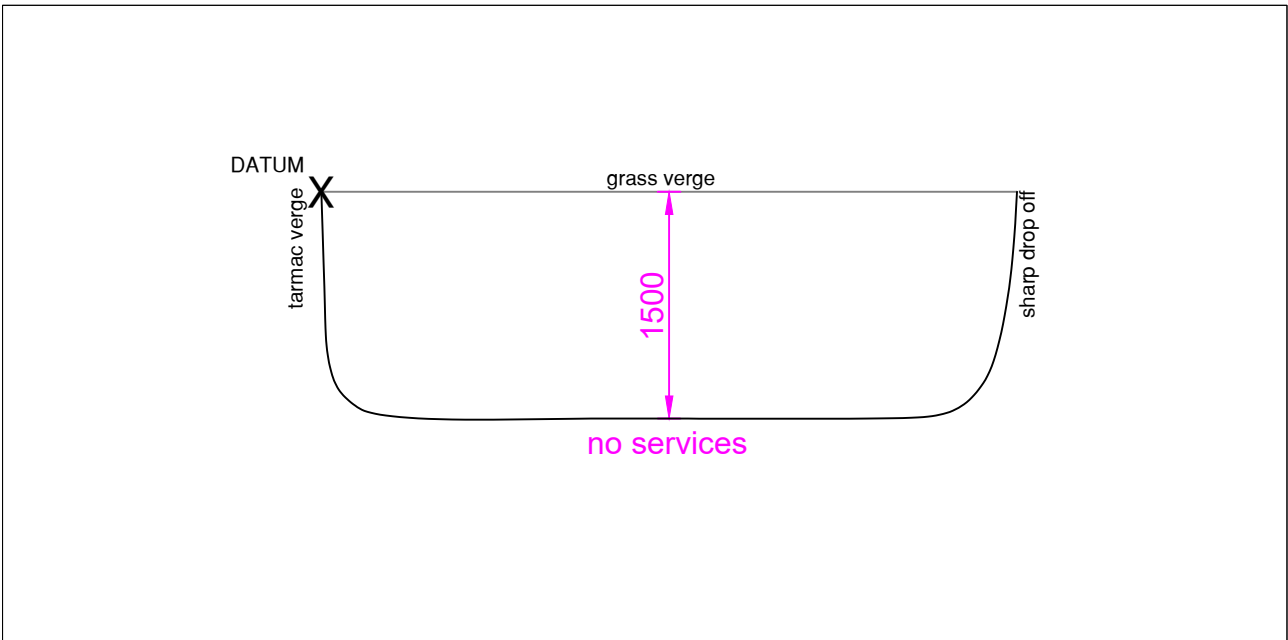 DATUM
X
grass verge
tarmac verge
1500
sharp drop off
no services